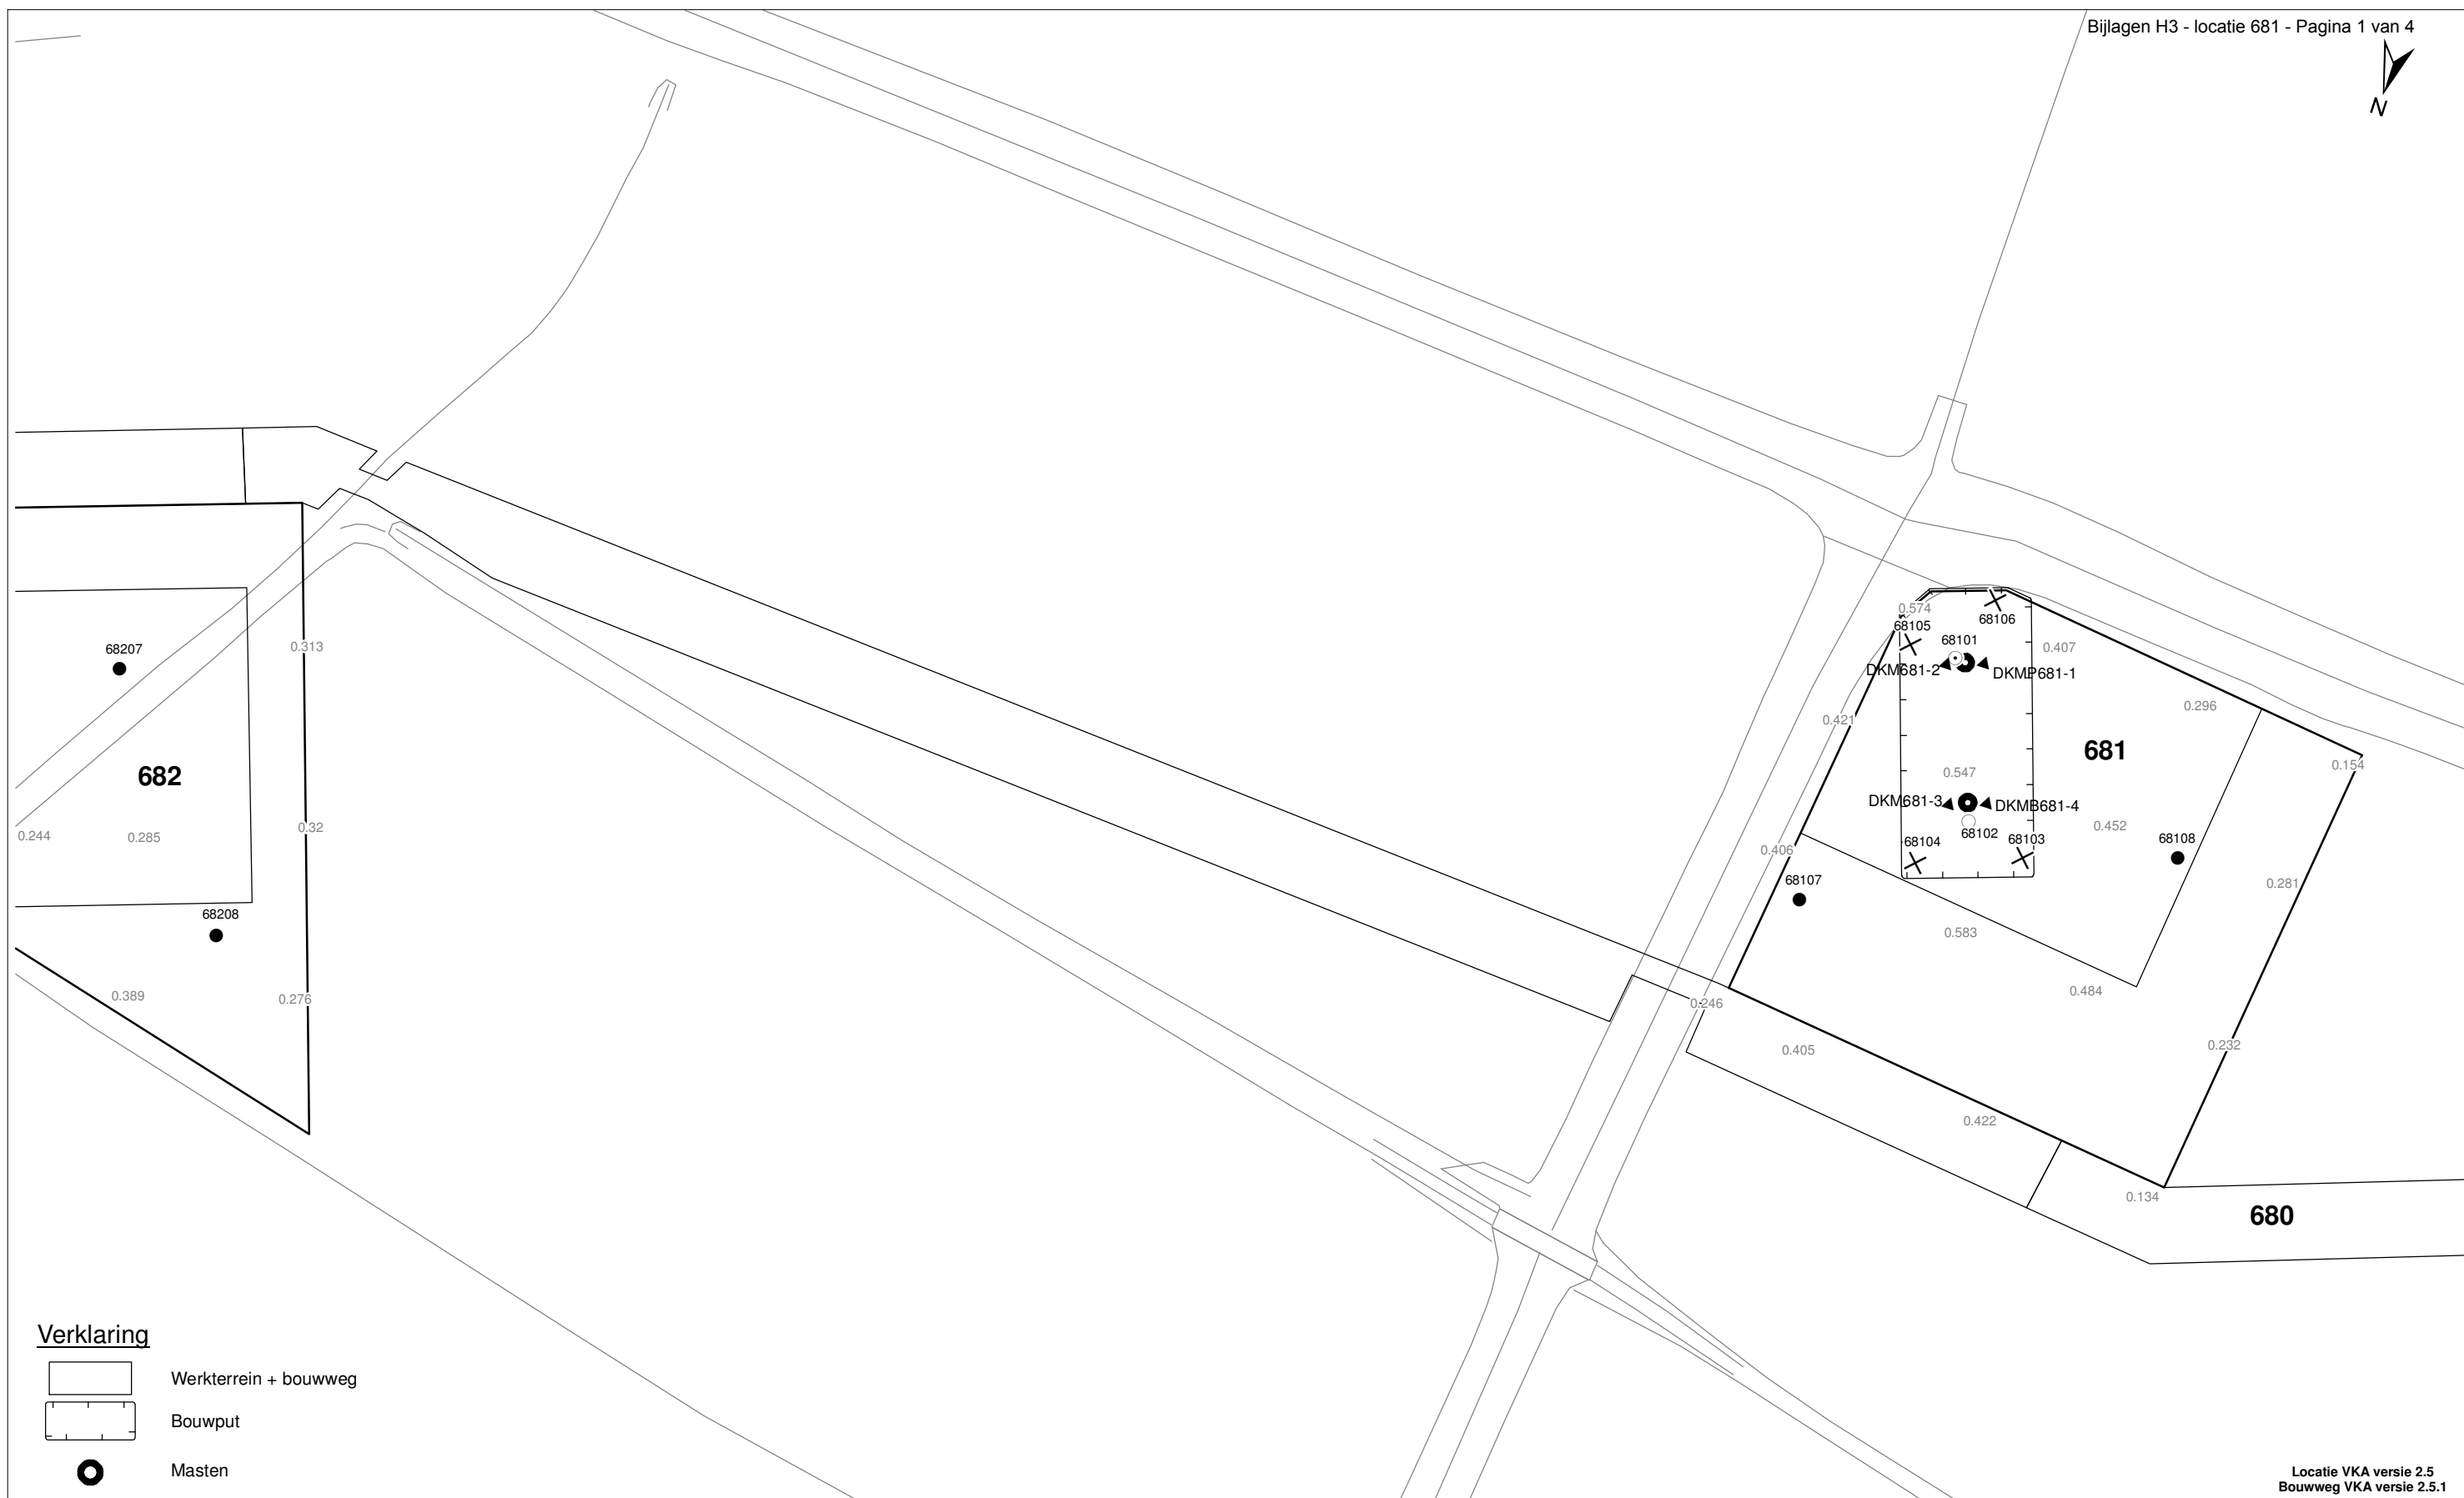 Bijlagen H3 - locatie 681 - Pagina 1 van 4
N
0.574
68105
68106
68101
DKM681-2
DKMP681-1
0.407
0.421
0.296
681
0.154
0.547
DKM681-3
DKMB681-4
68102
68104
68103
0.452
68108
0.406
68107
0.281
0.583
0.484
0.246
0.405
0.232
0.422
0.134
680
68207
0.313
682
0.32
0.244
0.285
68208
0.389
0.276
Verklaring
Werkterrein + bouwweg
Bouwput
Masten
Locatie VKA versie 2.5
Bouwweg VKA versie 2.5.1